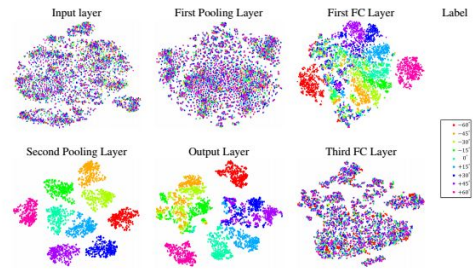 Input layer
First Pooling Layer
First FC Layer
Label
-60°
-45°
-30°
-15°
0°
+15°
+30°
+45°
+60°
Second Pooling Layer
Output Layer
Third FC Layer